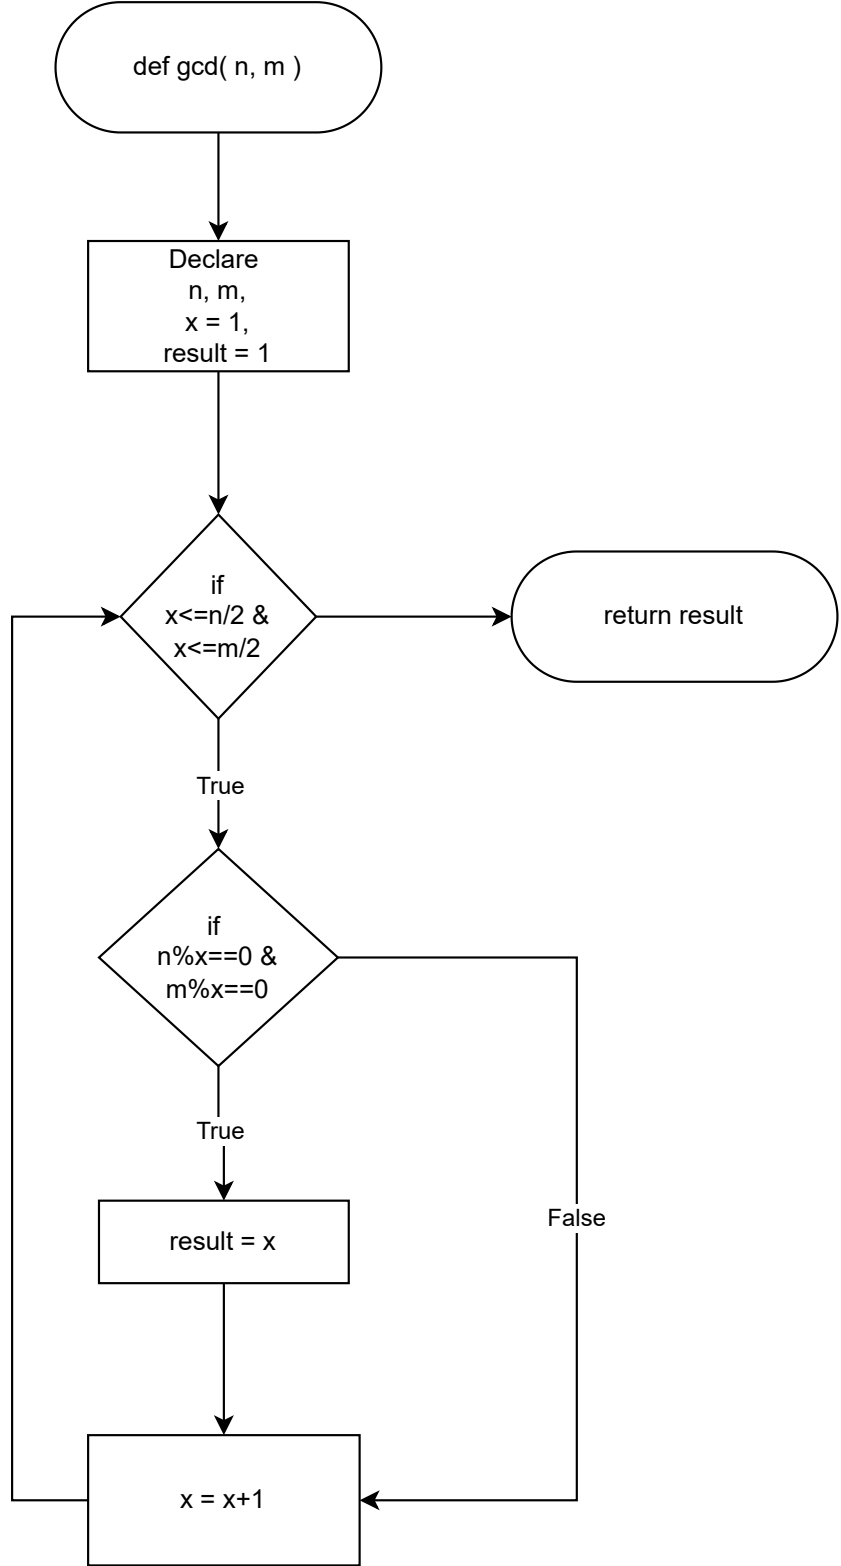 def gcd( n, m )
Declare
n, m,
x = 1,
result = 1
if
x<=n/2 &
x<=m/2
return result
True
if
n%x==0 &
m%x==0
True
False
result = x
x = x+1